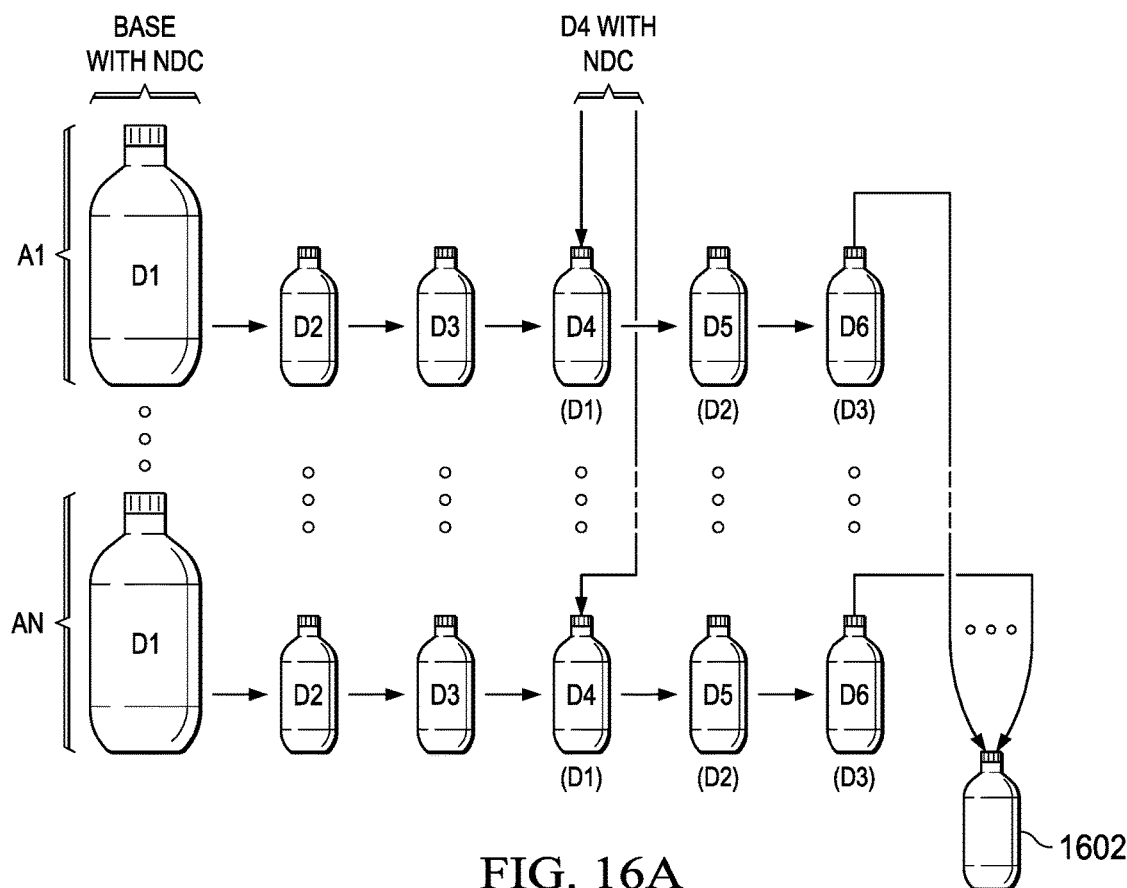 BASE
WITH NDC
D4 WITH
NDC
A1
D1
D2
D3
D4
D5
D6
(D1)
(D2)
(D3)
AN
D1
D2
D3
D4
D5
D6
(D1)
(D2)
(D3)
1602
FIG. 16A